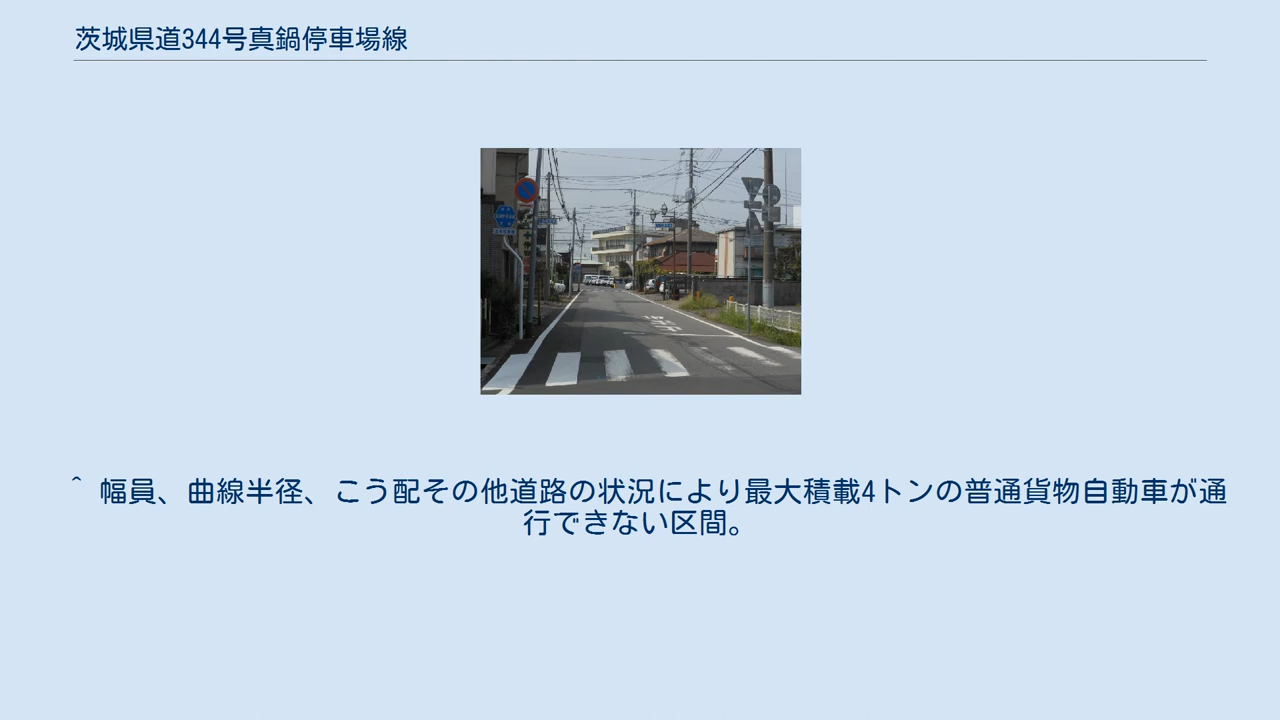 茨城県道344号真鍋停車場線
^ 幅員、曲線半径、こう配その他道路の状況により最大積載4トンの普通貨物自動車が通
行できない区間。